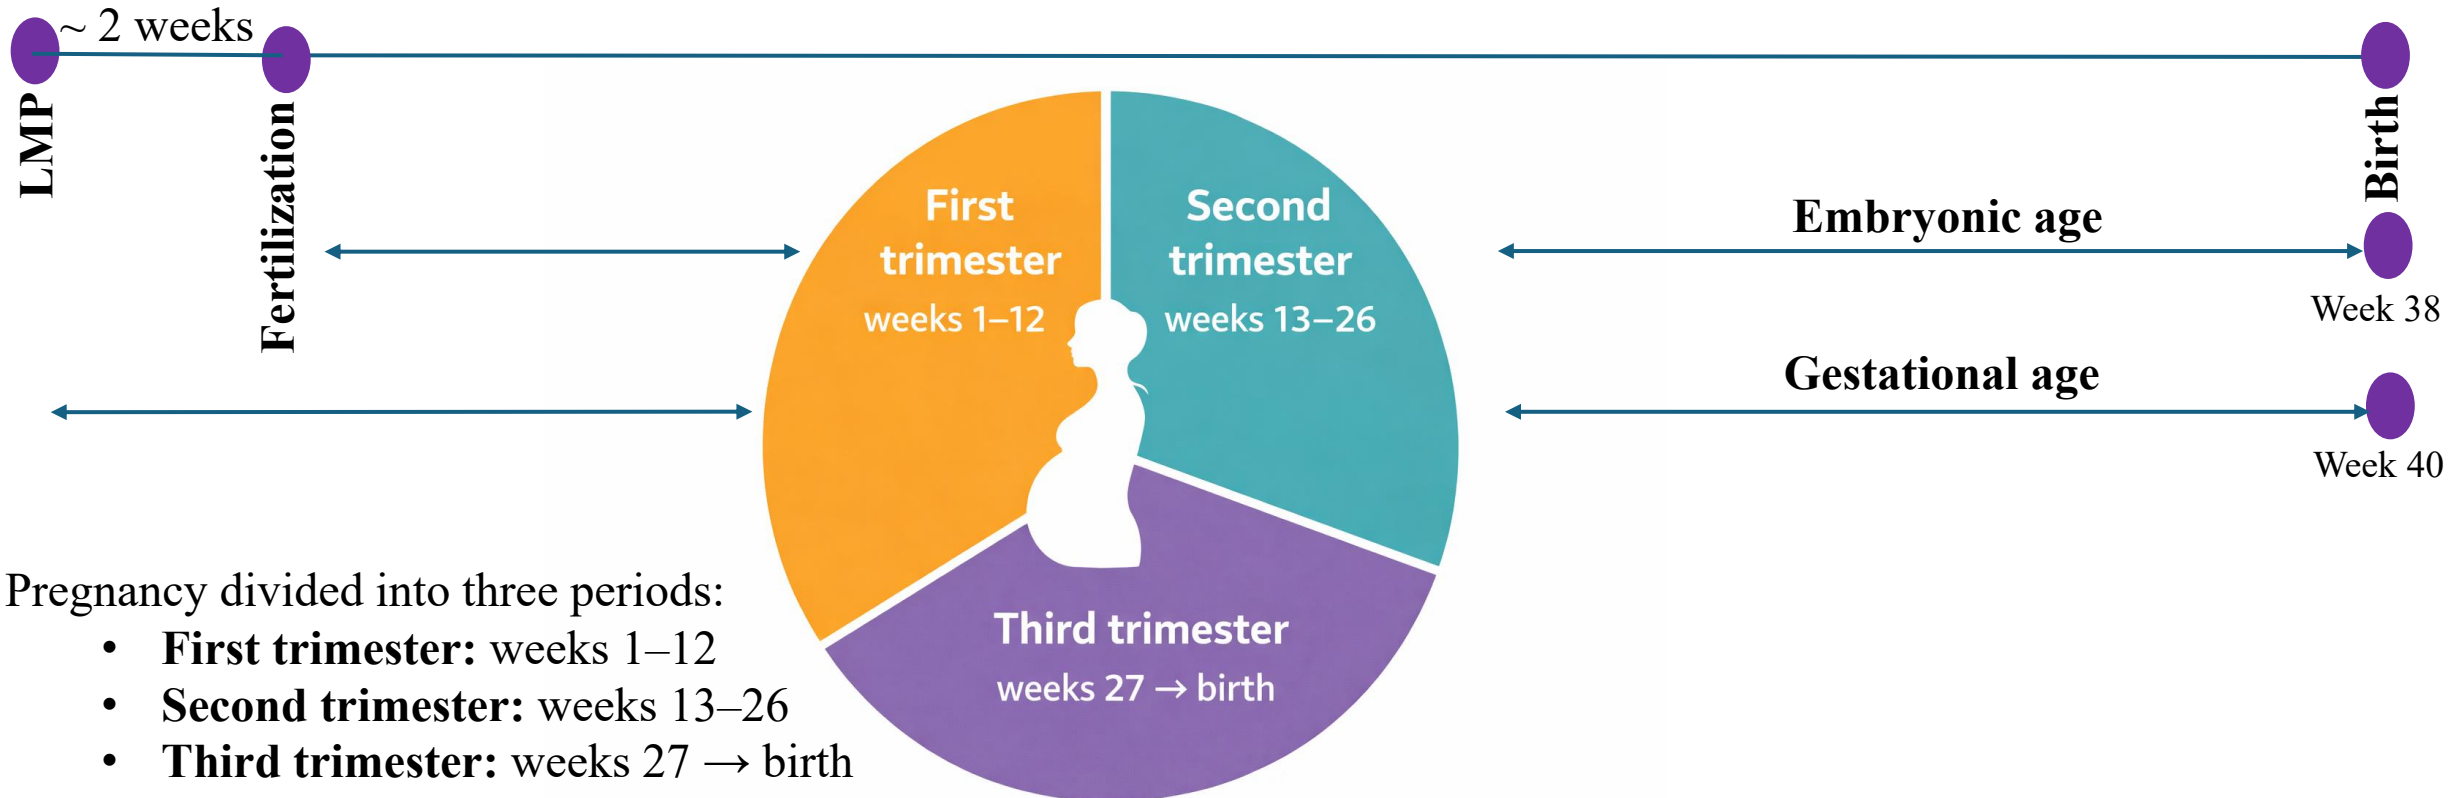 ~ 2 weeks
LMP
Fertilization
Birth
First
trimester
weeks 1–12
Second
trimester
weeks 13–26
Third trimester
weeks 27 → birth
Embryonic age
Week 38
Gestational age
Week 40
Pregnancy divided into three periods:
• First trimester: weeks 1–12
• Second trimester: weeks 13–26
• Third trimester: weeks 27 → birth